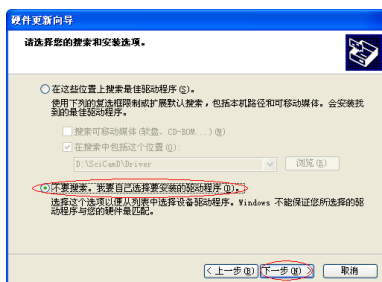 硬件更新向导
请选择您的搜索和安装选项。
在这些位置上搜索最佳驱动程序(S)。
使用下列的复选框限制或扩展默认搜索,包括本机路径和可移动媒体。会安装找
到的最佳驱动程序。
搜索可移动媒体(软盘、CD-ROM...)(M)
在搜索中包括这个位置(O):
D:\SciCamD\Driver
浏览(R)
不要搜索。我要自己选择要安装的驱动程序(D)。
选择这个选项以便从列表中选择设备驱动程序。Windows 不能保证您所选择的驱
动程序与您的硬件最匹配。
<上一步(B) 下一步(N)> 取消